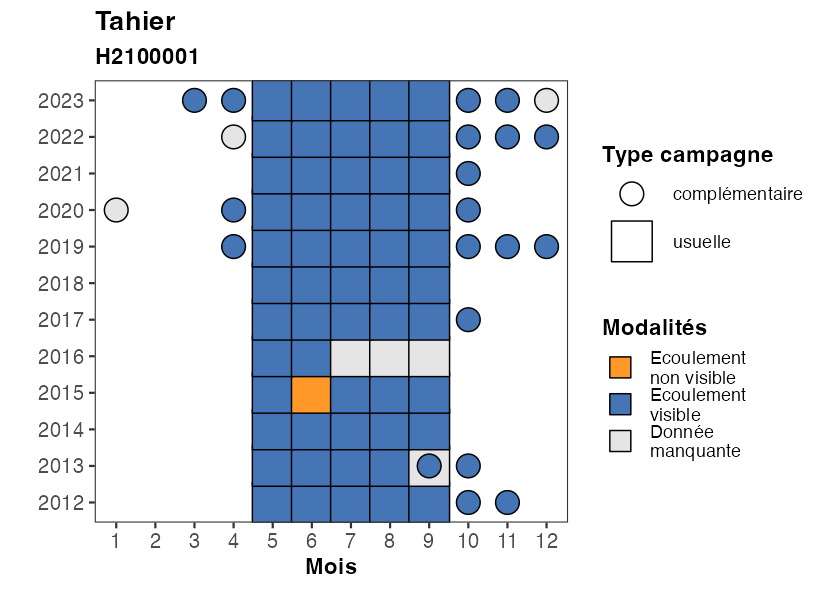 Tahier
H2100001
2023
2022
2021
2020
2019
2018
2017
2016
2015
2014
2013
2012
1 2 3 4 5 6 7 8 9 10 11 12
Mois
Type campagne
complémentaire
usuelle
Modalités
Ecoulement
non visible
Ecoulement
visible
Donnée
manquante